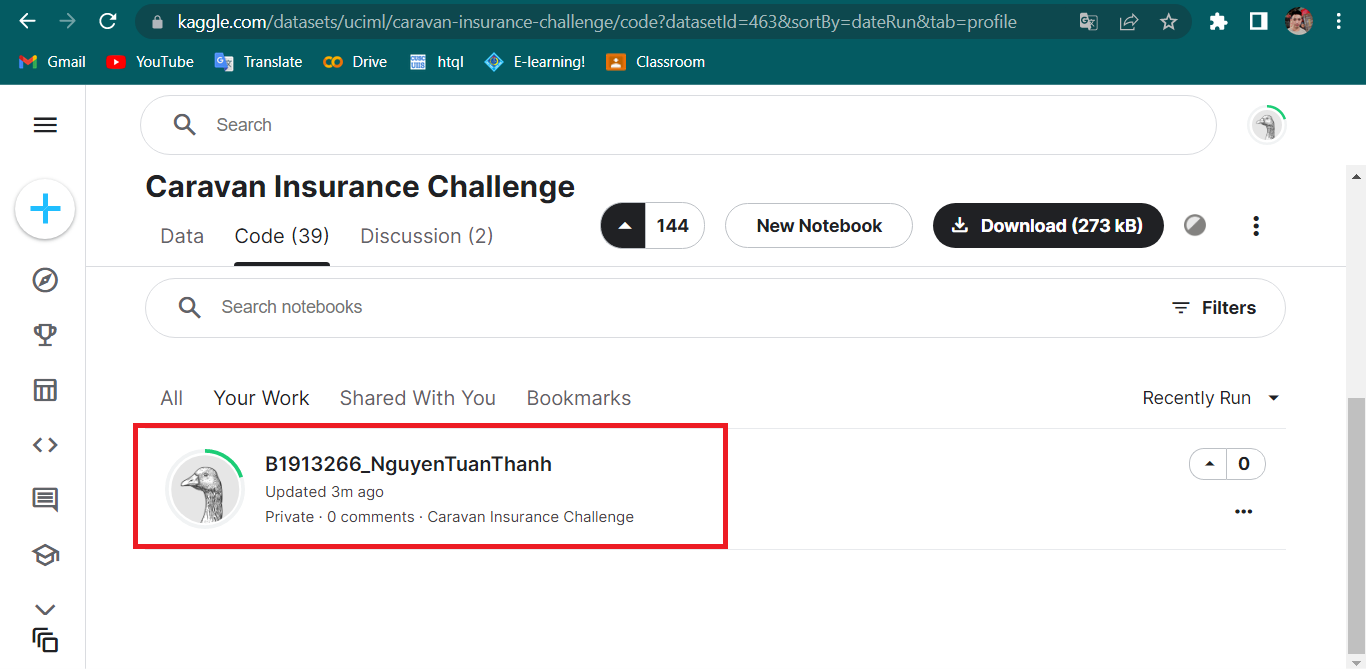 kaggle.com/datasets/uciml/caravan-insurance-challenge/code?datasetId=463&sortBy=dateRun&tab=profile
Gmail YouTube Translate Drive htql E-learning! Classroom
Search
Caravan Insurance Challenge
Data Code (39) Discussion (2) 144 New Notebook Download (273 kB)
Search notebooks Filters
All Your Work Shared With You Bookmarks Recently Run
B1913266_NguyenTuanThanh 0
Updated 3m ago
Private · 0 comments · Caravan Insurance Challenge